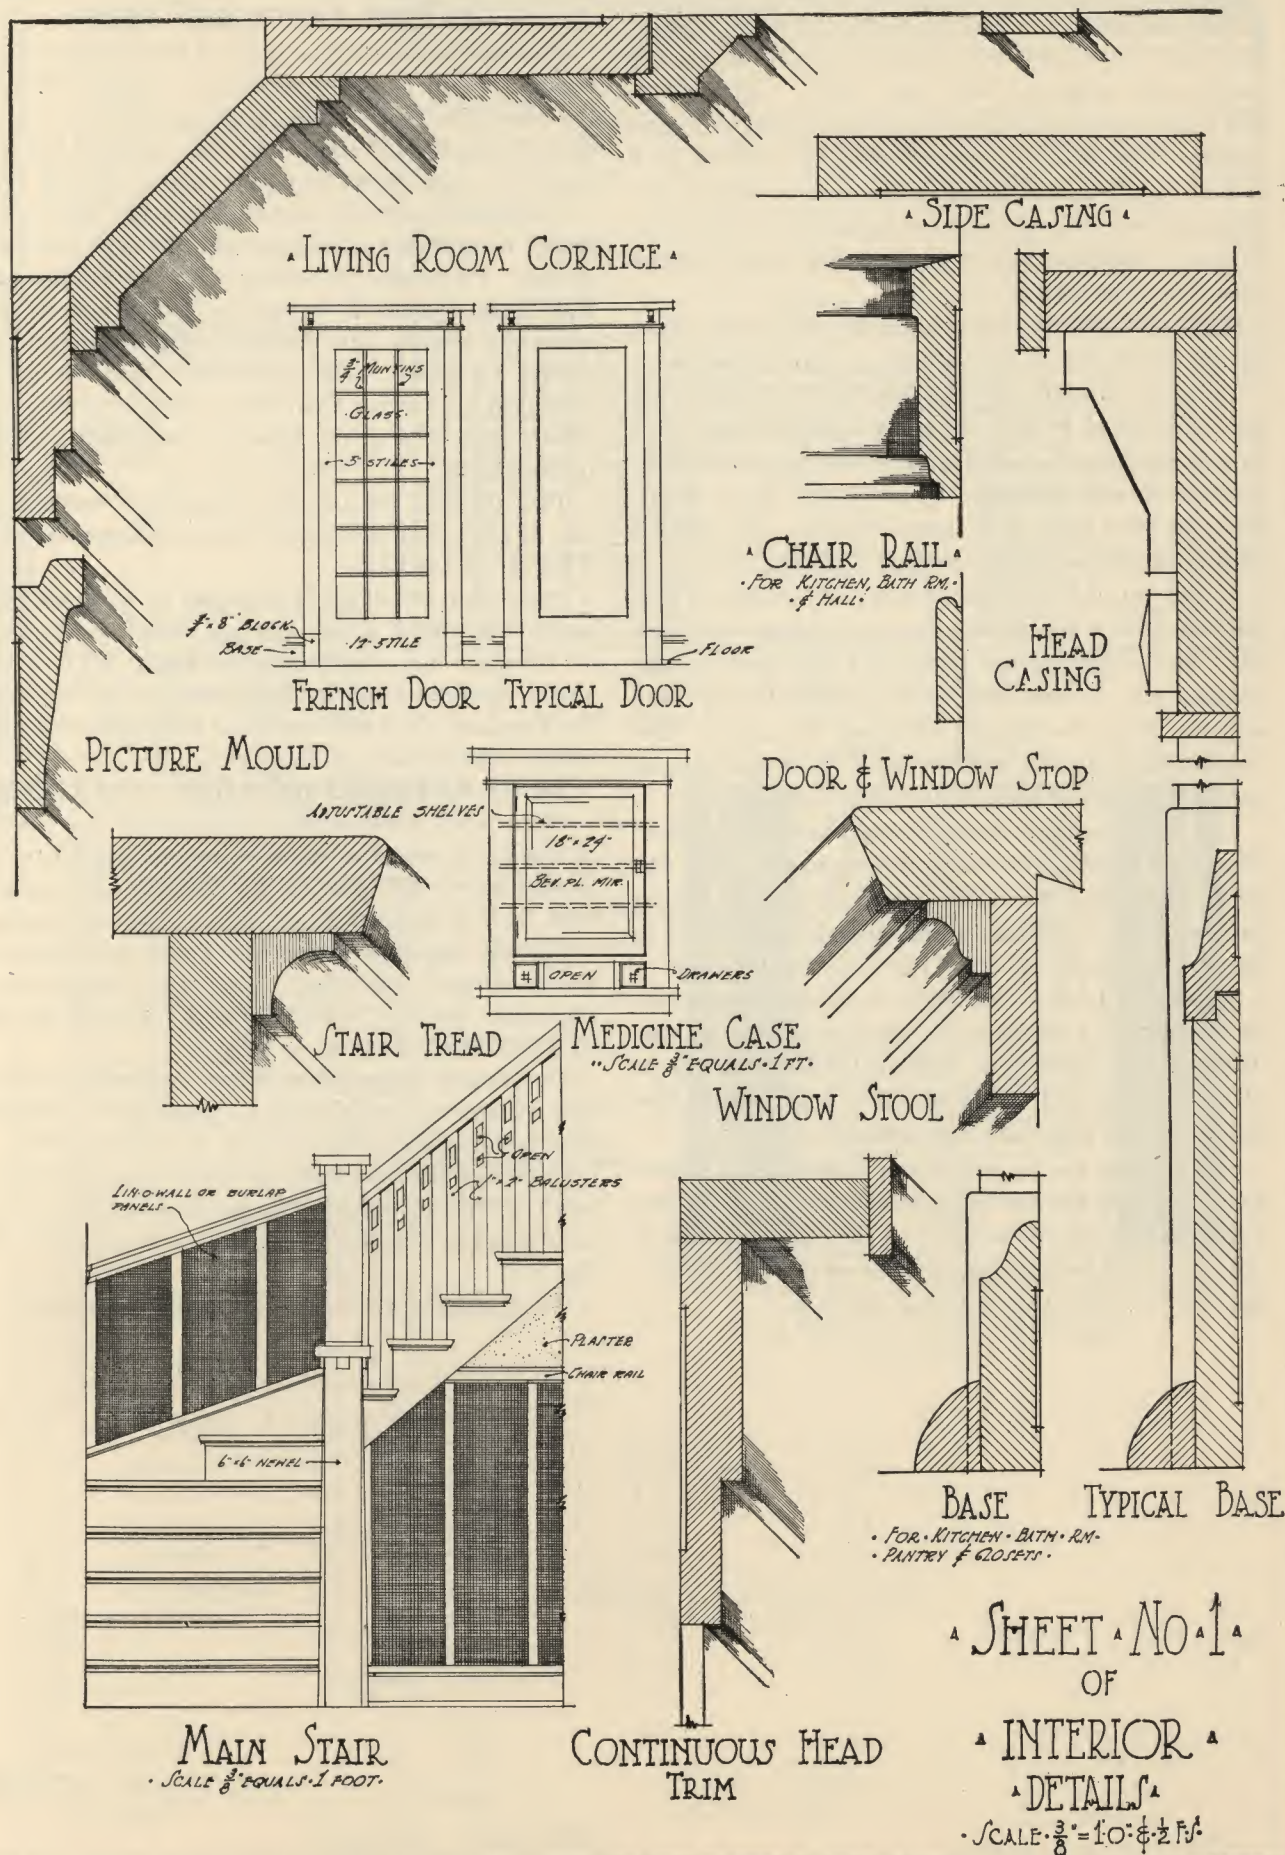 SIDE CASING
LIVING ROOM CORNICE
3/4" MUNTINS
GLASS
5" STILES
CHAIR RAIL
FOR KITCHEN, BATH RM.
& HALL
BLOCK
BASE
12" STILE
FLOOR
HEAD
CASING
FRENCH DOOR
TYPICAL DOOR
PICTURE MOULD
DOOR & WINDOW STOP
ADJUSTABLE SHELVES
18" x 24"
BEV. PL. MIR.
OPEN
DRAWERS
STAIR TREAD
MEDICINE CASE
SCALE 3/8" EQUALS 1 FT.
WINDOW STOOL
OPEN
1" x 2" BALUSTERS
LIN-O-WALL OR BURLAP
PANELS
PLASTER
CHAIR RAIL
6" x 6" NEWEL
BASE
FOR KITCHEN BATH RM
PANTRY & CLOSETS
TYPICAL BASE
MAIN STAIR
SCALE 3/8" EQUALS 1 FOOT
CONTINUOUS HEAD
TRIM
SHEET NO 1
OF
INTERIOR
DETAILS
SCALE 3/8" = 1'0" & 1/2 F.S.